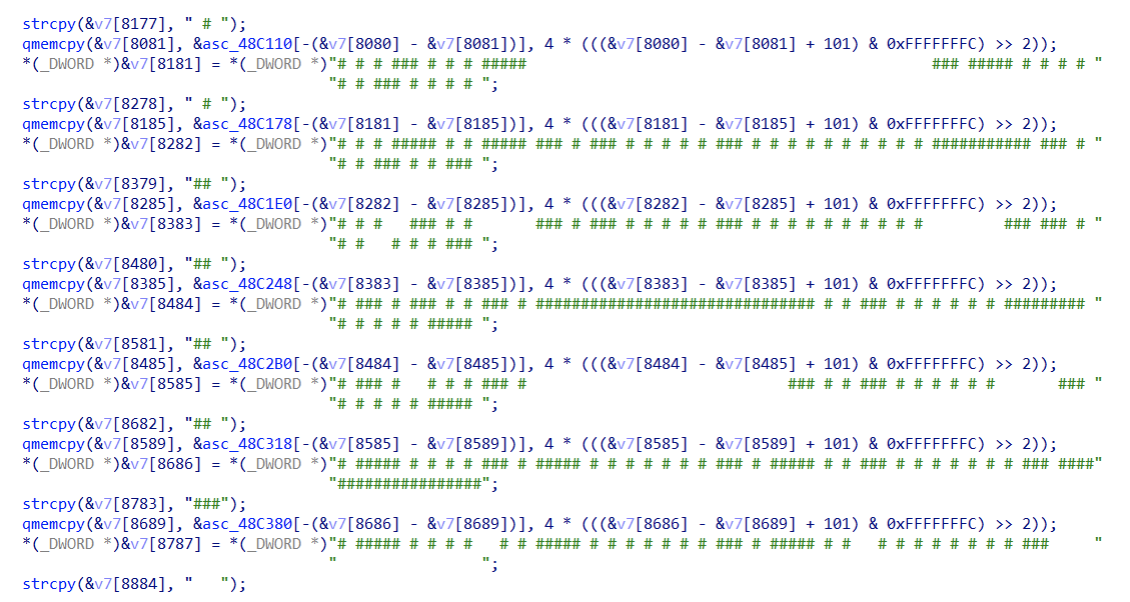 strcpy(&v7[8177], " # ");
qmemcpy(&v7[8081], &asc_48C110[-(&v7[8080] - &v7[8081])], 4 * (((&v7[8080] - &v7[8081] + 101) & 0xFFFFFFFC) >> 2));
*(_DWORD *)&v7[8181] = *(_DWORD *)"# # # ### # # # #####                                             ### ##### # # # # "
"# # ### # # # # ";
strcpy(&v7[8278], " # ");
qmemcpy(&v7[8185], &asc_48C178[-(&v7[8181] - &v7[8185])], 4 * (((&v7[8181] - &v7[8185] + 101) & 0xFFFFFFFC) >> 2));
*(_DWORD *)&v7[8282] = *(_DWORD *)"# # # ##### # # ##### ### # ### # # # # # ### # # # # # # # # # # ########### ### # "
"# # ### # # ### ";
strcpy(&v7[8379], "## ");
qmemcpy(&v7[8285], &asc_48C1E0[-(&v7[8282] - &v7[8285])], 4 * (((&v7[8282] - &v7[8285] + 101) & 0xFFFFFFFC) >> 2));
*(_DWORD *)&v7[8383] = *(_DWORD *)"# # #   ### # #       ### # ### # # # # # ### # # # # # # # # # #         ### ### # "
"# #   # # # ### ";
strcpy(&v7[8480], "## ");
qmemcpy(&v7[8385], &asc_48C248[-(&v7[8383] - &v7[8385])], 4 * (((&v7[8383] - &v7[8385] + 101) & 0xFFFFFFFC) >> 2));
*(_DWORD *)&v7[8484] = *(_DWORD *)"# ### # ### # # ### # ############################### # # ### # # # # # # ######### "
"# # # # # ##### ";
strcpy(&v7[8581], "## ");
qmemcpy(&v7[8485], &asc_48C2B0[-(&v7[8484] - &v7[8485])], 4 * (((&v7[8484] - &v7[8485] + 101) & 0xFFFFFFFC) >> 2));
*(_DWORD *)&v7[8585] = *(_DWORD *)"# ### #   # # # ### #                             ### # # ### # # # # # #       ### "
"# # # # # ##### ";
strcpy(&v7[8682], "## ");
qmemcpy(&v7[8589], &asc_48C318[-(&v7[8585] - &v7[8589])], 4 * (((&v7[8585] - &v7[8589] + 101) & 0xFFFFFFFC) >> 2));
*(_DWORD *)&v7[8686] = *(_DWORD *)"# ##### # # # # ### # ##### # # # # # # # ### # ##### # # ### # # # # # # # ### ####"
"################";
strcpy(&v7[8783], "###");
qmemcpy(&v7[8689], &asc_48C380[-(&v7[8686] - &v7[8689])], 4 * (((&v7[8686] - &v7[8689] + 101) & 0xFFFFFFFC) >> 2));
*(_DWORD *)&v7[8787] = *(_DWORD *)"# ##### # # # #   # # ##### # # # # # # # ### # ##### # #   # # # # # # # # ###     "
"                ";
strcpy(&v7[8884], "   ");